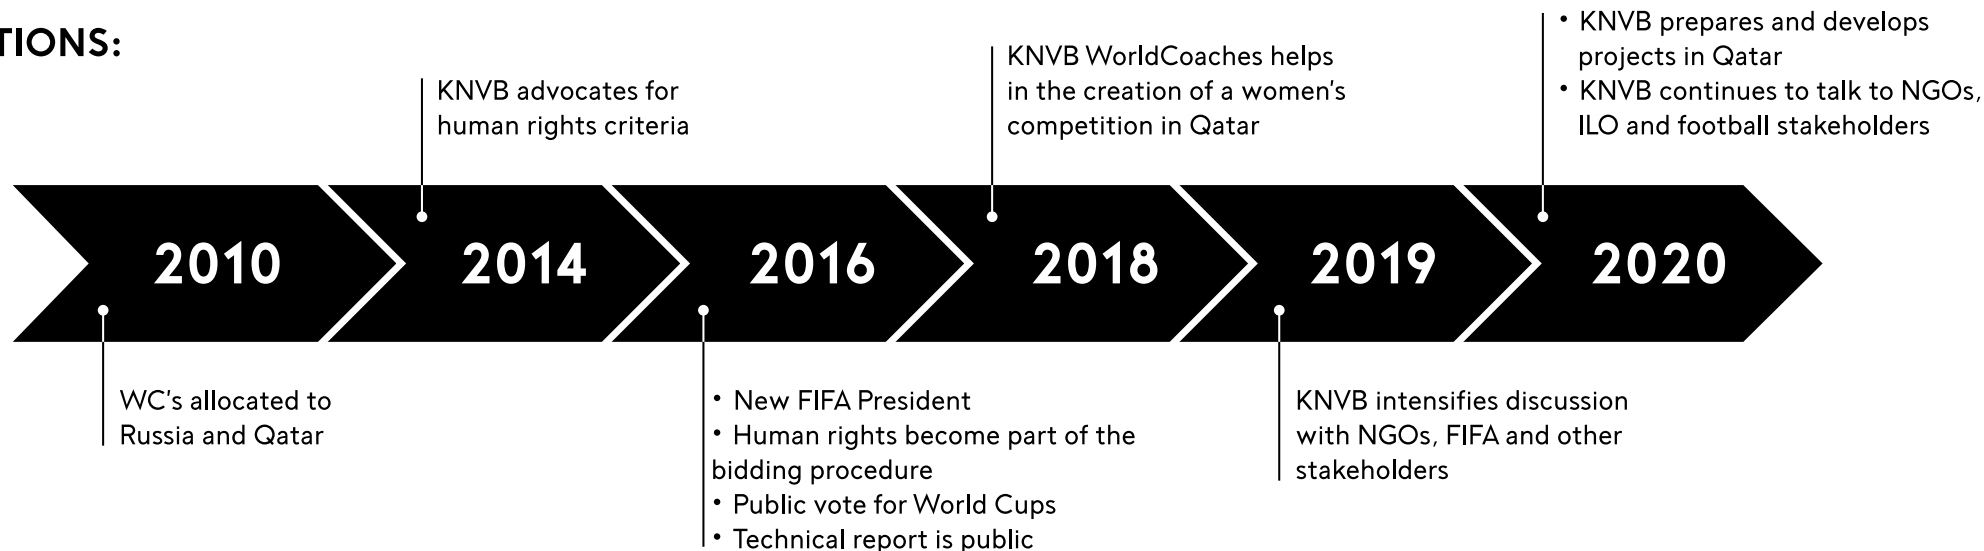 TIONS:
KNVB advocates for
human rights criteria
KNVB WorldCoaches helps
in the creation of a women's
competition in Qatar
• KNVB prepares and develops
projects in Qatar
• KNVB continues to talk to NGOs,
ILO and football stakeholders
2010
2014
2016
2018
2019
2020
WC's allocated to
Russia and Qatar
• New FIFA President
• Human rights become part of the
bidding procedure
• Public vote for World Cups
• Technical report is public
KNVB intensifies discussion
with NGOs, FIFA and other
stakeholders